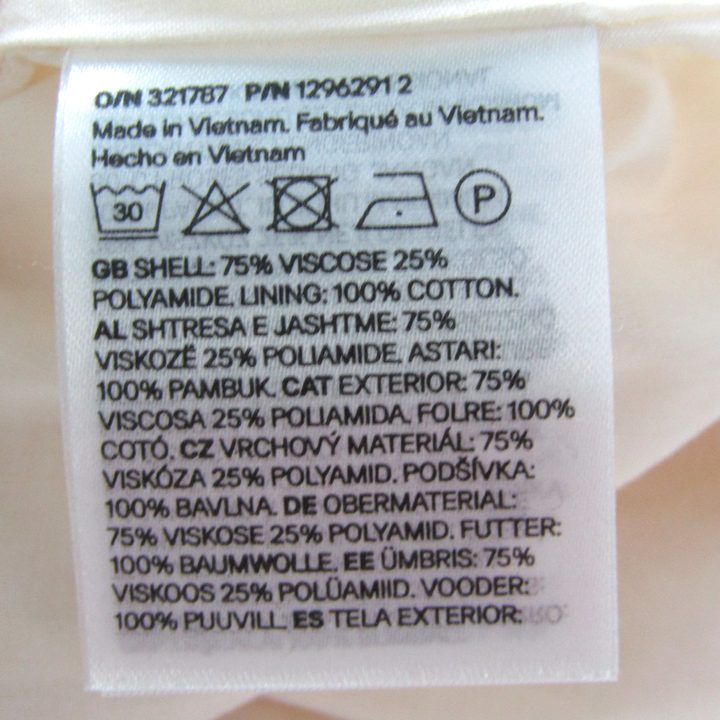 O/N 321787 P/N 1296291 2
Made in Vietnam. Fabriqué au Vietnam.
Hecho en Vietnam
30 P
GB SHELL: 75% VISCOSE 25%
POLYAMIDE. LINING: 100% COTTON.
AL SHTRESA E JASHTME: 75%
VISKOZË 25% POLIAMIDE. ASTARI:
100% PAMBUK. CAT EXTERIOR: 75%
VISCOSA 25% POLIAMIDA. FOLRE: 100%
COTÓ. CZ VRCHOVÝ MATERIÁL: 75%
VISKÓZA 25% POLYAMID. PODŠÍVKA:
100% BAVLNA. DE OBERMATERIAL:
75% VISKOSE 25% POLYAMID. FUTTER:
100% BAUMWOLLE. EE ÜMBRIS: 75%
VISKOOS 25% POLÜAMIID. VOODER:
100% PUUVILL. ES TELA EXTERIOR: